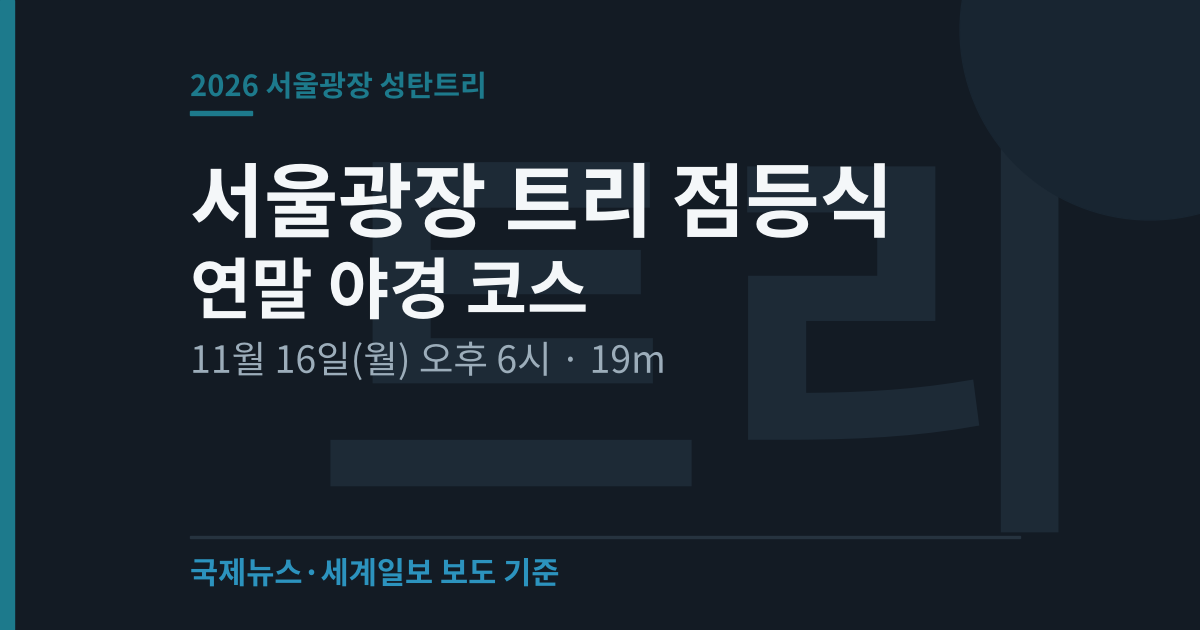 2026 서울광장 성탄트리
서울광장 트리 점등식
연말 야경 코스
11월 16일(월) 오후 6시 · 19m
트리
국제뉴스·세계일보 보도 기준